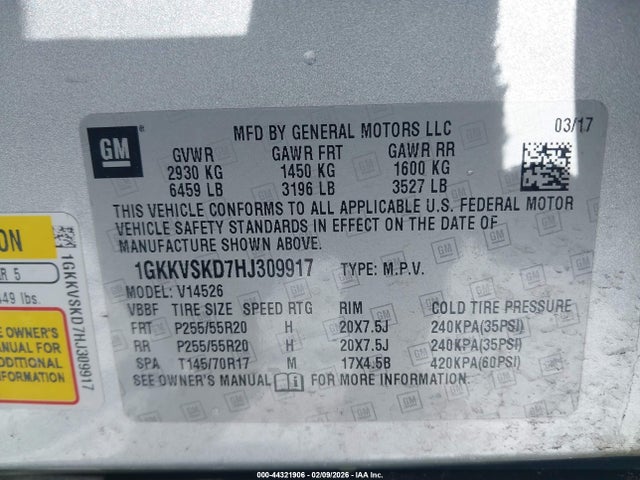 GM
MFD BY GENERAL MOTORS LLC 03/17
GVWR GAWR FRT GAWR RR
2930 KG 1450 KG 1600 KG
6459 LB 3196 LB 3527 LB
THIS VEHICLE CONFORMS TO ALL APPLICABLE U.S. FEDERAL MOTOR
VEHICLE SAFETY STANDARDS IN EFFECT ON THE DATE OF
MANUFACTURE SHOWN ABOVE.
1GKKVSKD7HJ309917 TYPE: M.P.V.
MODEL: V14526
VBBF TIRE SIZE SPEED RTG RIM COLD TIRE PRESSURE
FRT P255/55R20 H 20X7.5J 240KPA(35PSI)
RR P255/55R20 H 20X7.5J 240KPA(35PSI)
SPA T145/70R17 M 17X4.5B 420KPA(60PSI)
SEE OWNER'S MANUAL FOR MORE INFORMATION.
ON
R 5
49 lbs.
E OWNER'S
ANUAL FOR
DDITIONAL
FORMATION
1GKKVSKD7HJ309917
000-44321906 - 02/09/2026 - IAA Inc.